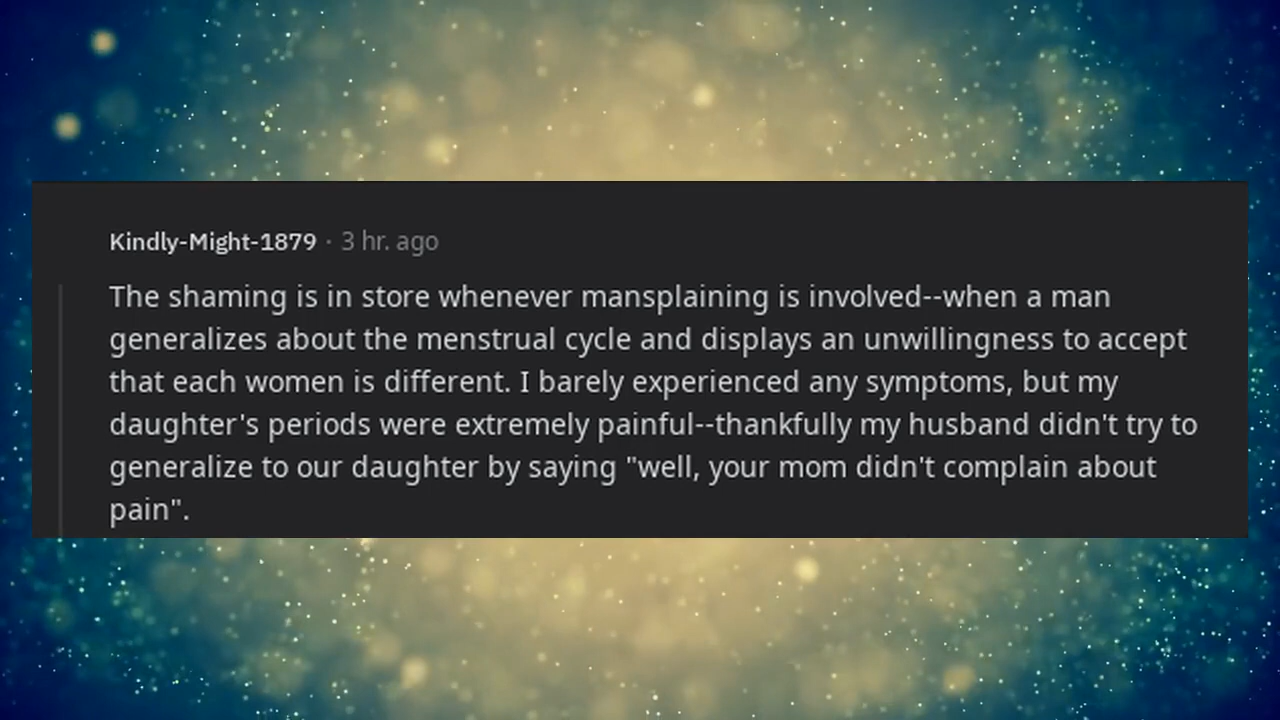 Kindly-Might-1879 · 3 hr. ago
The shaming is in store whenever mansplaining is involved--when a man
generalizes about the menstrual cycle and displays an unwillingness to accept
that each women is different. I barely experienced any symptoms, but my
daughter's periods were extremely painful--thankfully my husband didn't try to
generalize to our daughter by saying "well, your mom didn't complain about
pain".